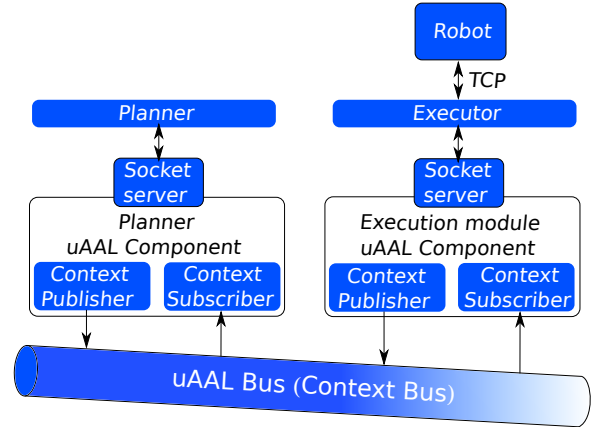 Robot
TCP
Planner
Executor
Socket
server
Socket
server
Planner
uAAL Component
Execution module
uAAL Component
Context
Publisher
Context
Subscriber
Context
Publisher
Context
Subscriber
uAAL Bus (Context Bus)